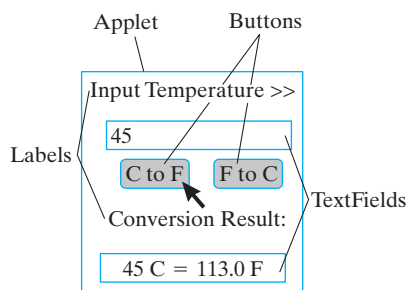 Applet Buttons
Input Temperature >>
45
Labels
C to F F to C
TextFields
Conversion Result:
45 C = 113.0 F